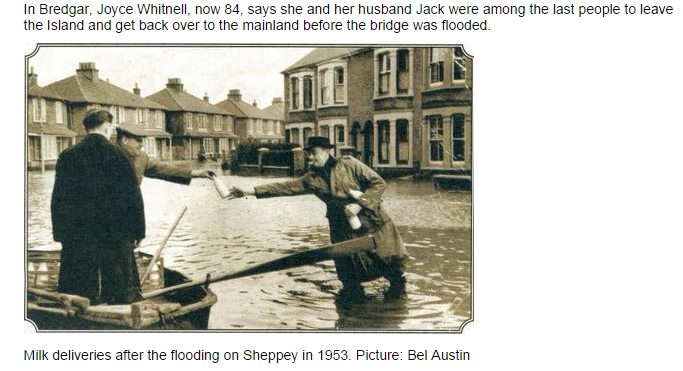 In Bredgar, Joyce Whitnell, now 84, says she and her husband Jack were among the last people to leave
the Island and get back over to the mainland before the bridge was flooded.
Milk deliveries after the flooding on Sheppey in 1953. Picture: Bel Austin